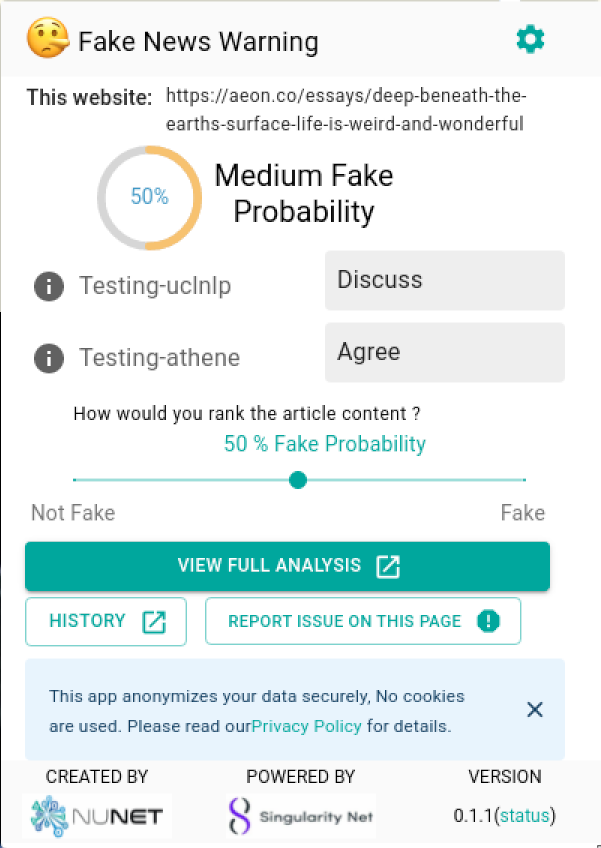 Fake News Warning
This website: https://aeon.co/essays/deep-beneath-the-
earths-surface-life-is-weird-and-wonderful
50%
Medium Fake
Probability
Testing-uclnlp
Discuss
Testing-athene
Agree
How would you rank the article content ?
50 % Fake Probability
Not Fake
Fake
VIEW FULL ANALYSIS
HISTORY
REPORT ISSUE ON THIS PAGE
This app anonymizes your data securely, No cookies
are used. Please read ourPrivacy Policy for details.
CREATED BY
POWERED BY
VERSION
NUNET
Singularity Net
0.1.1(status)